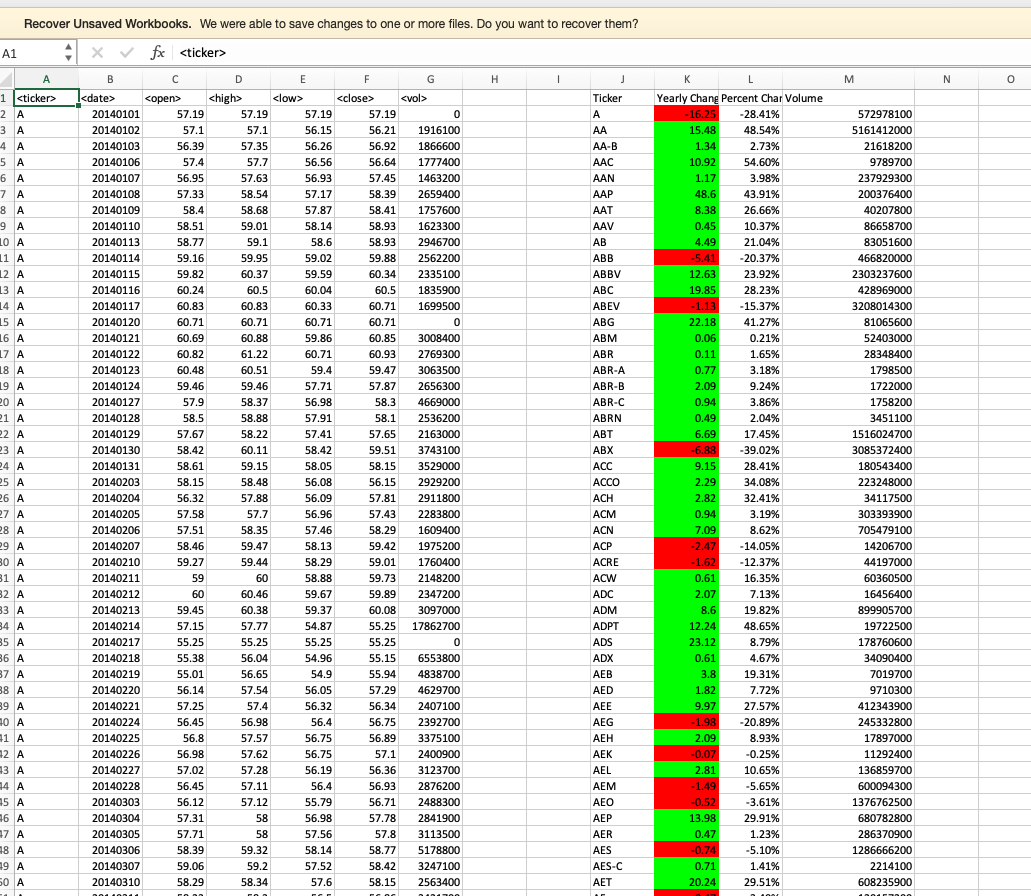 Recover Unsaved Workbooks. We were able to save changes to one or more files. Do you want to recover them?
A1 fx <ticker>
A B C D E F G H I J K L M N O
1 <ticker> <date> <open> <high> <low> <close> <vol> Ticker Yearly Chang Percent Char Volume
2 A 20140101 57.19 57.19 57.19 57.19 0 A -16.25 -28.41% 572978100
3 A 20140102 57.1 57.1 56.15 56.21 1916100 AA 15.48 48.54% 5161412000
4 A 20140103 56.39 57.35 56.26 56.92 1866600 AA-B 1.34 2.73% 21618200
5 A 20140106 57.4 57.7 56.56 56.64 1777400 AAC 10.92 54.60% 9789700
6 A 20140107 56.95 57.63 56.93 57.45 1463200 AAN 1.17 3.98% 237929300
7 A 20140108 57.33 58.54 57.17 58.39 2659400 AAP 48.6 43.91% 200376400
8 A 20140109 58.4 58.68 57.87 58.41 1757600 AAT 8.38 26.66% 40207800
9 A 20140110 58.51 59.01 58.14 58.93 1623300 AAV 0.45 10.37% 86658700
10 A 20140113 58.77 59.1 58.6 58.93 2946700 AB 4.49 21.04% 83051600
11 A 20140114 59.16 59.95 59.02 59.88 2562200 ABB -5.41 -20.37% 466820000
12 A 20140115 59.82 60.37 59.59 60.34 2335100 ABBV 12.63 23.92% 2303237600
13 A 20140116 60.24 60.5 60.04 60.5 1835900 ABC 19.85 28.23% 428969000
14 A 20140117 60.83 60.83 60.33 60.71 1699500 ABEV -1.13 -15.37% 3208014300
15 A 20140120 60.71 60.71 60.71 60.71 0 ABG 22.18 41.27% 81065600
16 A 20140121 60.69 60.88 59.86 60.85 3008400 ABM 0.06 0.21% 52403000
17 A 20140122 60.82 61.22 60.71 60.93 2769300 ABR 0.11 1.65% 28348400
18 A 20140123 60.48 60.51 59.4 59.47 3063500 ABR-A 0.77 3.18% 1798500
19 A 20140124 59.46 59.46 57.71 57.87 2656300 ABR-B 2.09 9.24% 1722000
20 A 20140127 57.9 58.37 56.98 58.3 4669000 ABR-C 0.94 3.86% 1758200
21 A 20140128 58.5 58.88 57.91 58.1 2536200 ABRN 0.49 2.04% 3451100
22 A 20140129 57.67 58.22 57.41 57.65 2163000 ABT 6.69 17.45% 1516024700
23 A 20140130 58.42 60.11 58.42 59.51 3743100 ABX -6.88 -39.02% 3085372400
24 A 20140131 58.61 59.15 58.05 58.15 3529000 ACC 9.15 28.41% 180543400
25 A 20140203 58.15 58.48 56.08 56.15 2929200 ACCO 2.29 34.08% 223248000
26 A 20140204 56.32 57.88 56.09 57.81 2911800 ACH 2.82 32.41% 34117500
27 A 20140205 57.58 57.7 56.96 57.43 2283800 ACM 0.94 3.19% 303393900
28 A 20140206 57.51 58.35 57.46 58.29 1609400 ACN 7.09 8.62% 705479100
29 A 20140207 58.46 59.47 58.13 59.42 1975200 ACP -2.47 -14.05% 14206700
30 A 20140210 59.27 59.44 58.29 59.01 1760400 ACRE -1.62 -12.37% 44197000
31 A 20140211 59 60 58.88 59.73 2148200 ACW 0.61 16.35% 60360500
32 A 20140212 60 60.46 59.67 59.89 2347200 ADC 2.07 7.13% 16456400
33 A 20140213 59.45 60.38 59.37 60.08 3097000 ADM 8.6 19.82% 899905700
34 A 20140214 57.15 57.77 54.87 55.25 17862700 ADPT 12.24 48.65% 19722500
35 A 20140217 55.25 55.25 55.25 55.25 0 ADS 23.12 8.79% 178760600
36 A 20140218 55.38 56.04 54.96 55.15 6553800 ADX 0.61 4.67% 34090400
37 A 20140219 55.01 56.65 54.9 55.94 4838700 AEB 3.8 19.31% 7019700
38 A 20140220 56.14 57.54 56.05 57.29 4629700 AED 1.82 7.72% 9710300
39 A 20140221 57.25 57.4 56.32 56.34 2407100 AEE 9.97 27.57% 412343900
40 A 20140224 56.45 56.98 56.4 56.75 2392700 AEG -1.98 -20.89% 245332800
41 A 20140225 56.8 57.57 56.75 56.89 3375100 AEH 2.09 8.93% 17897000
42 A 20140226 56.98 57.62 56.75 57.1 2400900 AEK -0.07 -0.25% 11292400
43 A 20140227 57.02 57.28 56.19 56.36 3123700 AEL 2.81 10.65% 136859700
44 A 20140228 56.45 57.11 56.4 56.93 2876200 AEM -1.49 -5.65% 600094300
45 A 20140303 56.12 57.12 55.79 56.71 2488300 AEO -0.52 -3.61% 1376762500
46 A 20140304 57.31 58 56.98 57.78 2841900 AEP 13.98 29.91% 680782800
47 A 20140305 57.71 58 57.56 57.8 3113500 AER 0.47 1.23% 286370900
48 A 20140306 58.39 59.32 58.14 58.77 5178800 AES -0.74 -5.10% 1286666200
49 A 20140307 59.06 59.2 57.52 58.42 3247100 AES-C 0.71 1.41% 2214100
50 A 20140310 58.29 58.34 57.6 58.15 2563400 AET 20.24 29.51% 608235900